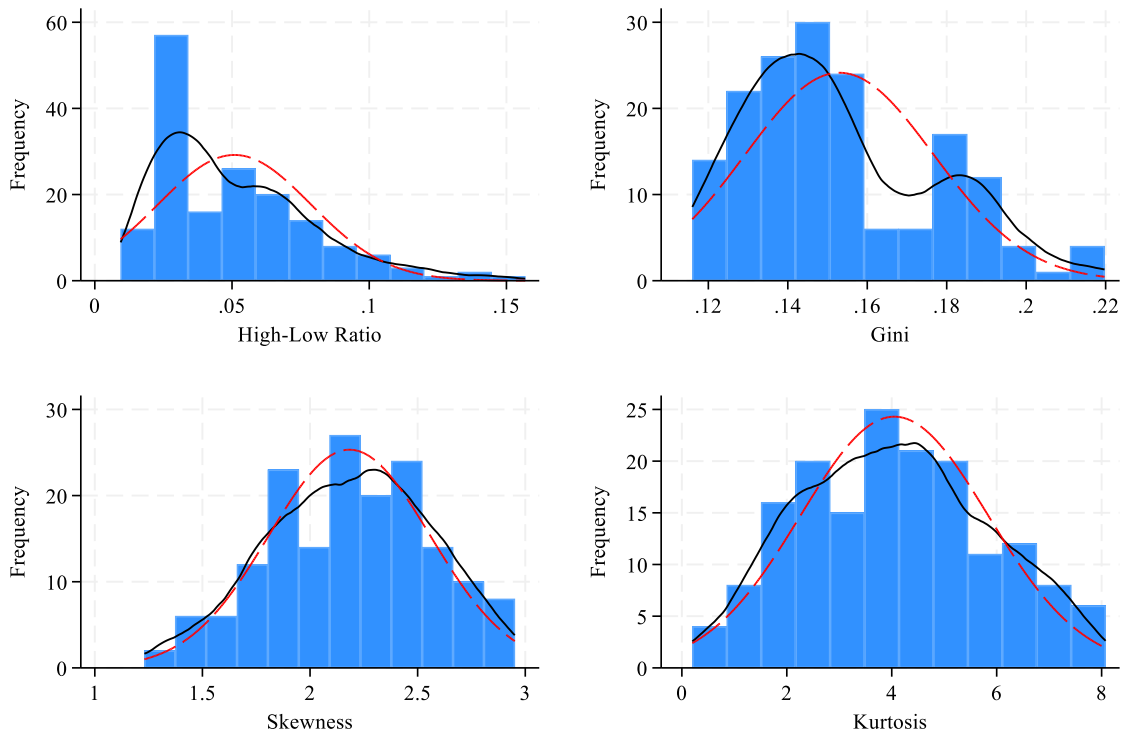 60
40
20
0
Frequency
0 .05 .1 .15
High-Low Ratio
30
20
10
0
Frequency
.12 .14 .16 .18 .2 .22
Gini
30
20
10
0
Frequency
1 1.5 2 2.5 3
Skewness
25
20
15
10
5
0
Frequency
0 2 4 6 8
Kurtosis